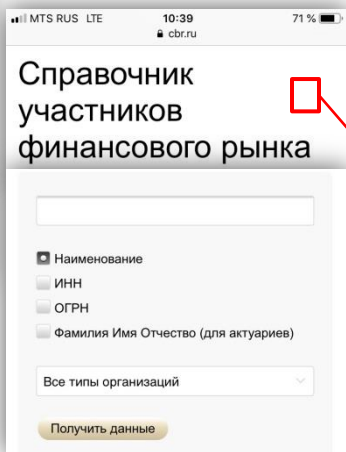 MTS RUS LTE 10:39 71 %
cbr.ru
Справочник
участников
финансового рынка
Наименование
ИНН
ОГРН
Фамилия Имя Отчество (для актуариев)
Все типы организаций
Получить данные